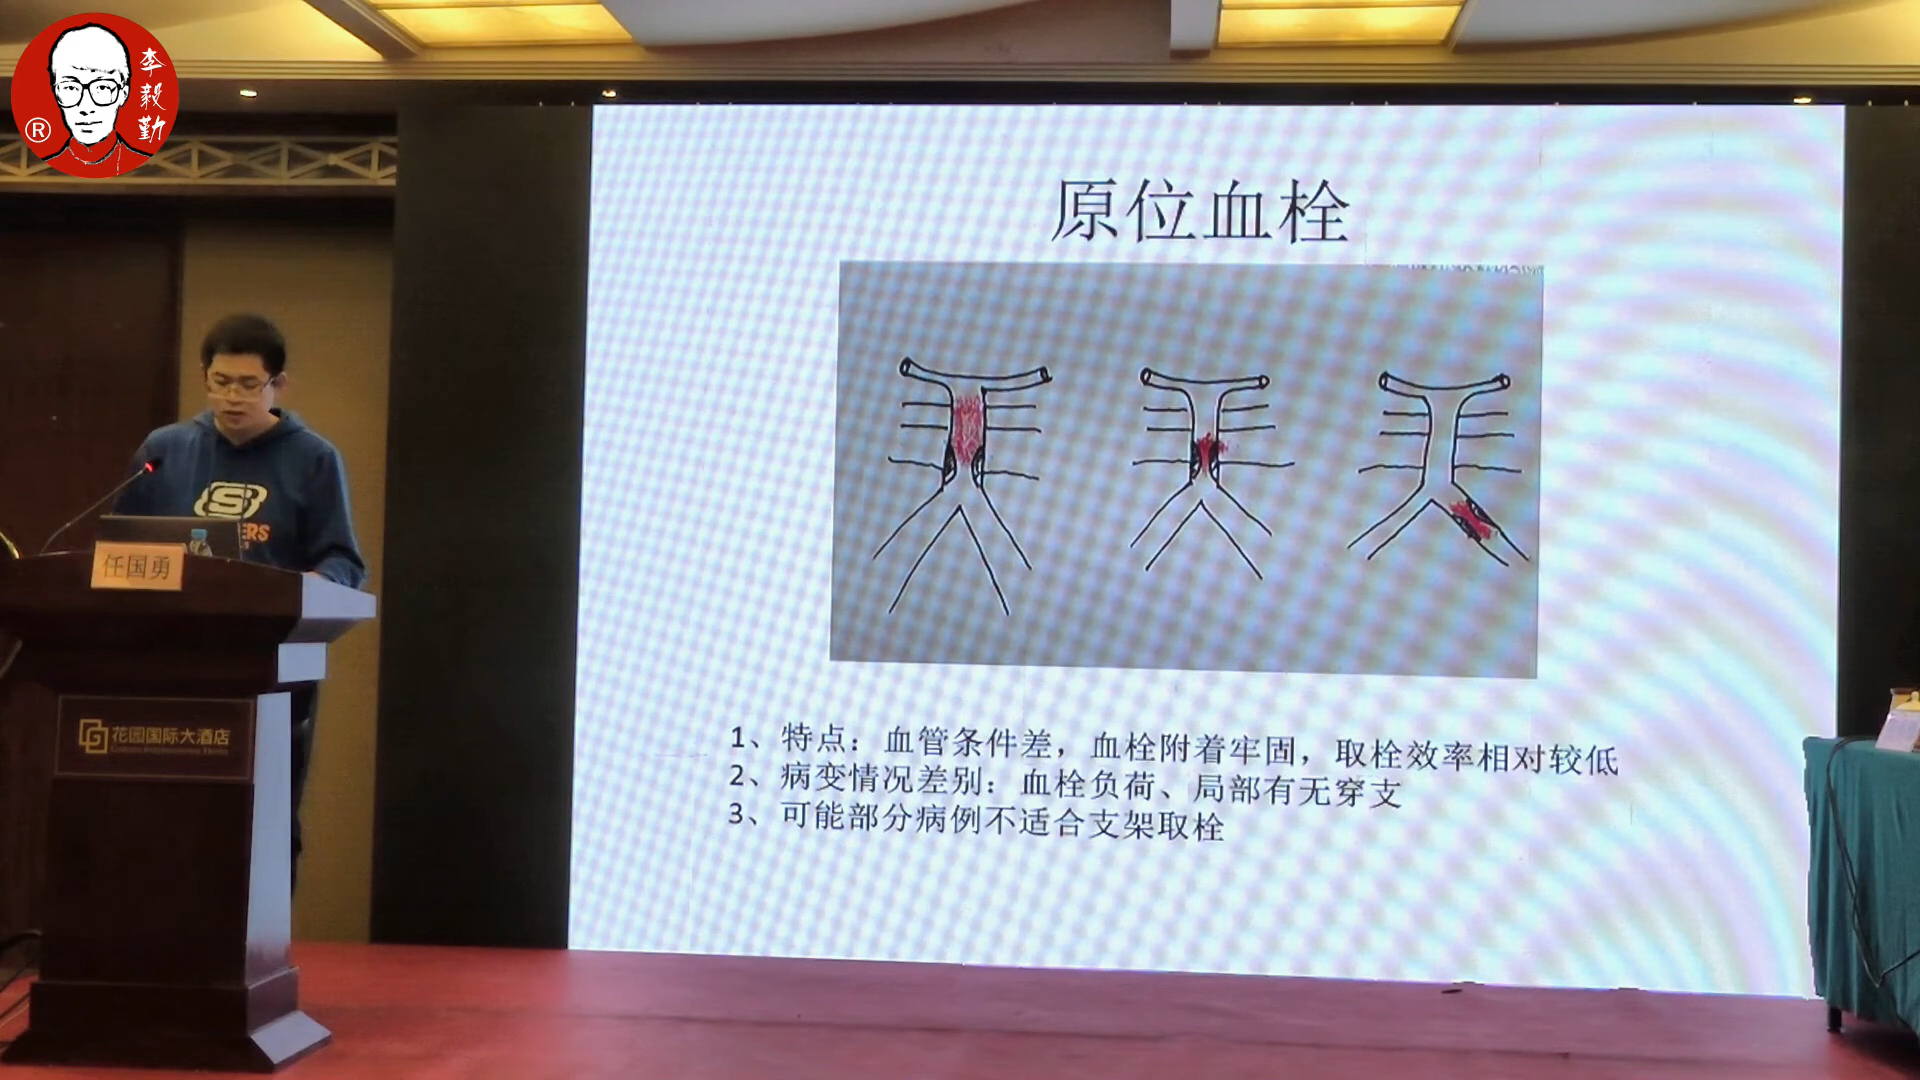 李毅勤
®
原位血栓
1、特点：血管条件差，血栓附着牢固，取栓效率相对较低
2、病变情况差别：血栓负荷、局部有无穿支
3、可能部分病例不适合支架取栓
S
ERS
任国勇
花园国际大酒店